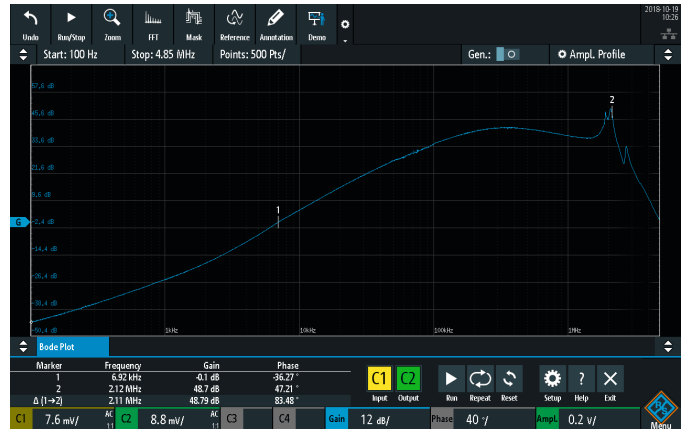 2018-10-19
10:26
Undo Run/Stop Zoom FFT Mask Reference Annotation Demo
Start: 100 Hz Stop: 4.85 MHz Points: 500 Pts/ Gen.: Ampl. Profile
57,6 dB
45,6 dB
33,6 dB
21,6 dB
9,6 dB
-2,4 dB
-14,4 dB
-26,4 dB
-38,4 dB
-50,4 dB
G
1
2
1kHz 10kHz 100kHz 1MHz
Bode Plot
Marker Frequency Gain Phase
1 6.92 kHz -0.1 dB -36.27 °
2 2.12 MHz 48.7 dB 47.21 °
Δ (1→2) 2.11 MHz 48.79 dB 83.48 °
C1 C2
Input Output Run Repeat Reset Setup Help Exit
C1 7.6 mV/ AC 1:1 C2 8.8 mV/ AC 1:1 C3 C4 Gain 12 dB/ Phase 40 °/ Ampl. 0.2 V/ Menu